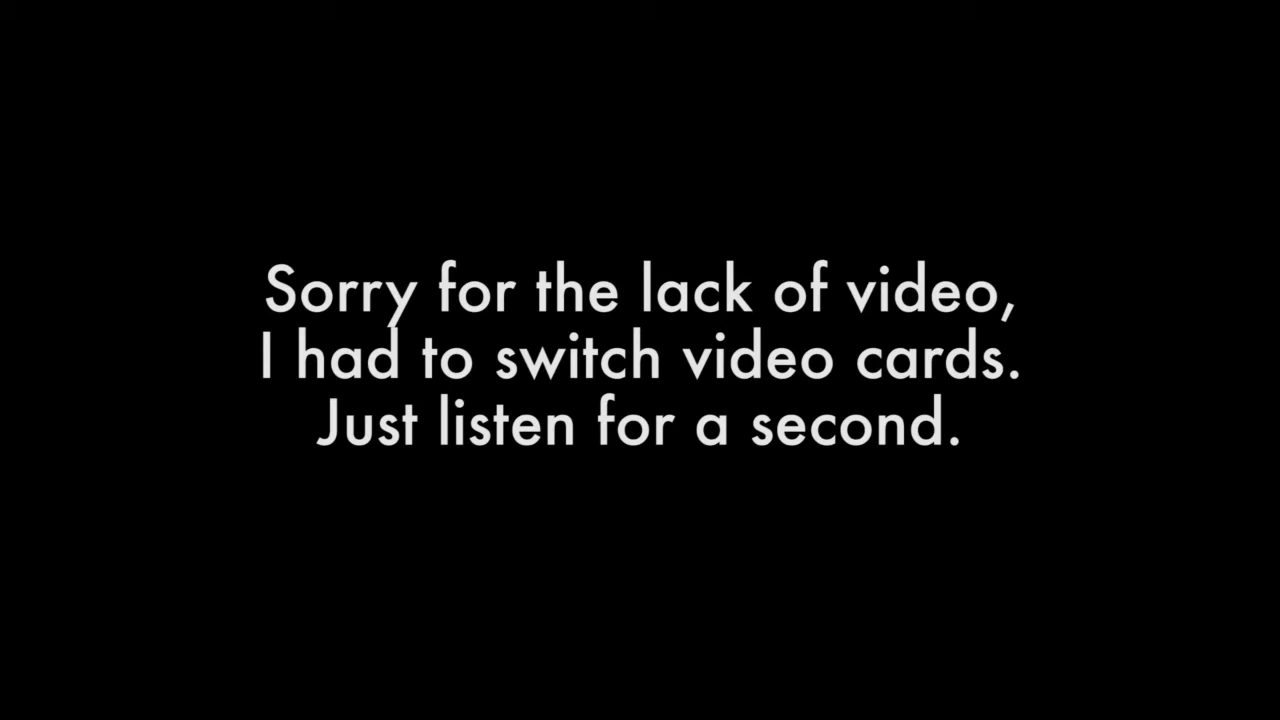 Sorry for the lack of video,
I had to switch video cards.
Just listen for a second.